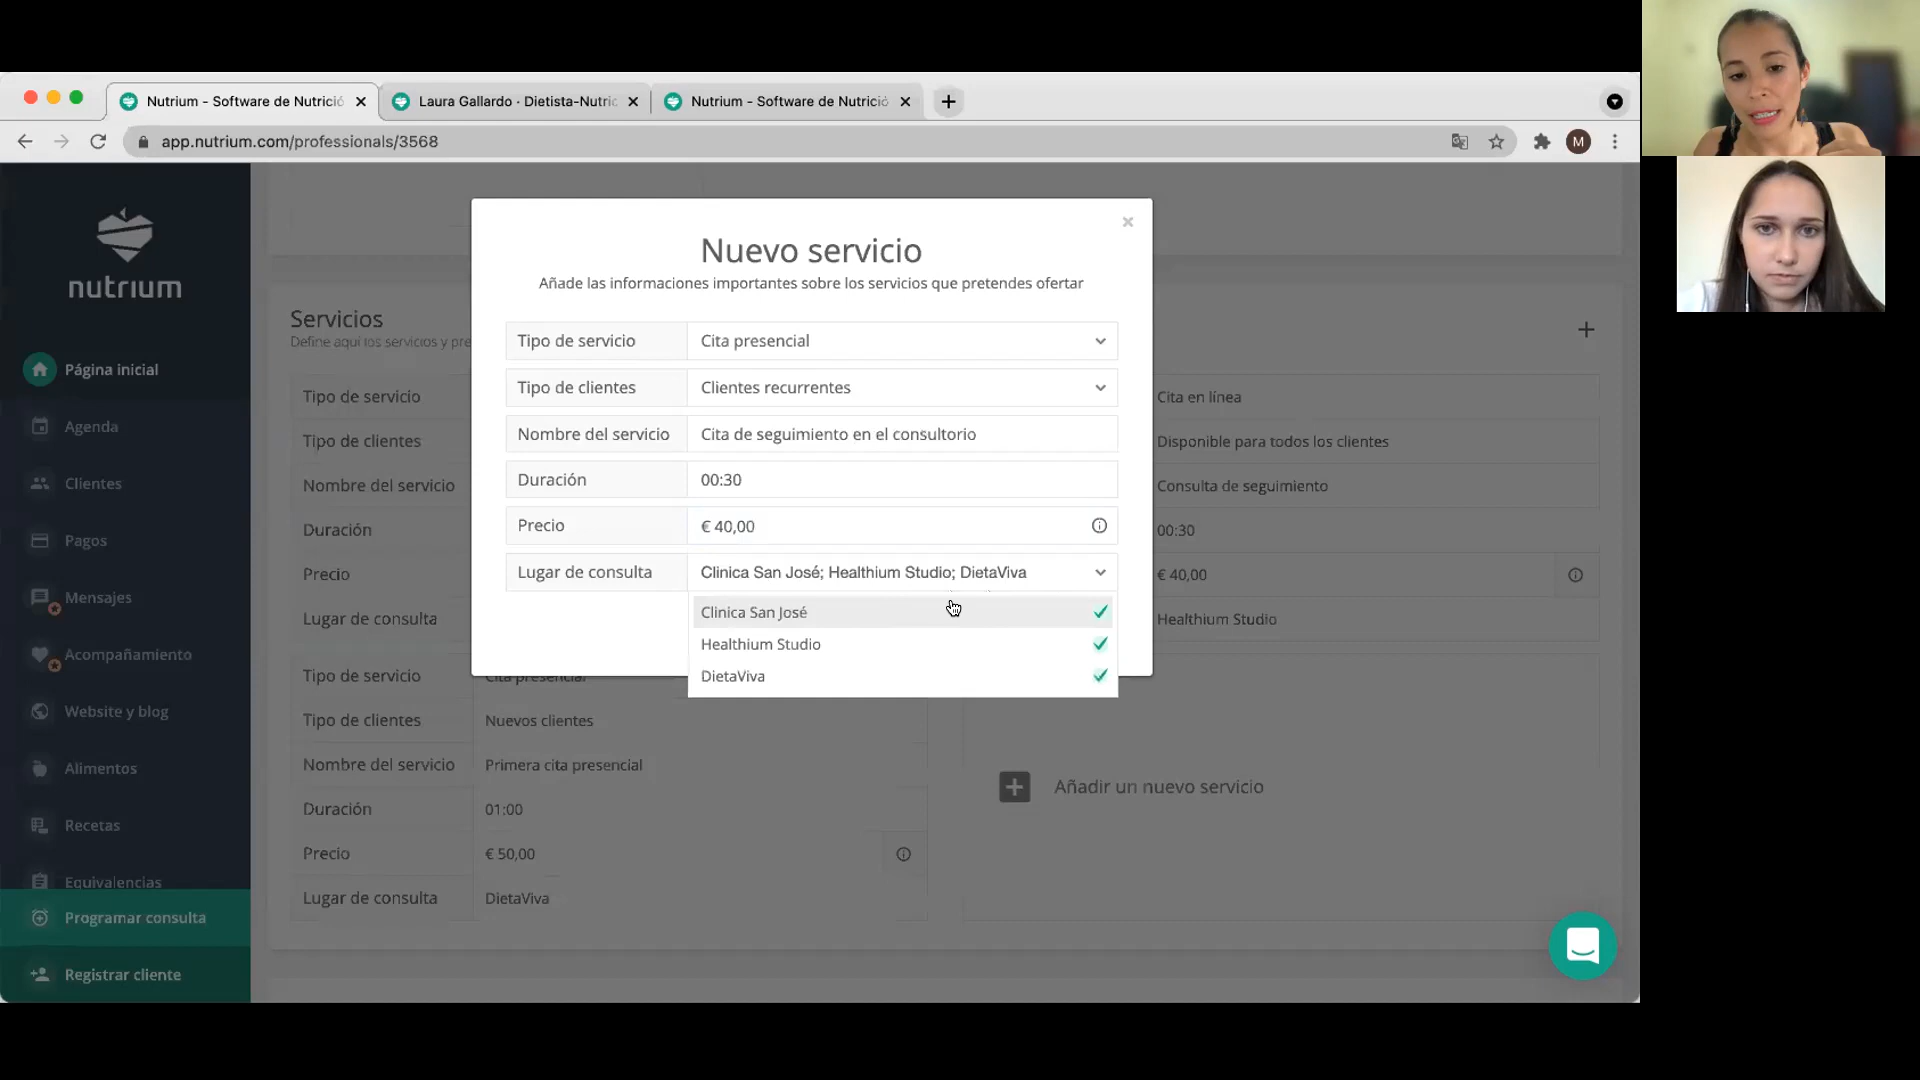 Nutrium - Software de Nutrició
Laura Gallardo · Dietista-Nutric
Nutrium - Software de Nutrició
app.nutrium.com/professionals/3568
M
nutrium
Página inicial
Agenda
Clientes
Pagos
Mensajes
Acompañamiento
Website y blog
Alimentos
Recetas
Equivalencias
Programar consulta
Registrar cliente
Servicios
Define aquí los servicios y pre
Tipo de servicio
Tipo de clientes
Nombre del servicio
Duración
Precio
Lugar de consulta
Cita en línea
Disponible para todos los clientes
Consulta de seguimiento
00:30
€ 40,00
Healthium Studio
Nuevo servicio
Añade las informaciones importantes sobre los servicios que pretendes ofertar
Tipo de servicio Cita presencial
Tipo de clientes Clientes recurrentes
Nombre del servicio Cita de seguimiento en el consultorio
Duración 00:30
Precio € 40,00
Lugar de consulta Clinica San José; Healthium Studio; DietaViva
Clinica San José
Healthium Studio
DietaViva
Tipo de servicio Cita presencial
Tipo de clientes Nuevos clientes
Nombre del servicio Primera cita presencial
Duración 01:00
Precio € 50,00
Lugar de consulta DietaViva
Añadir un nuevo servicio